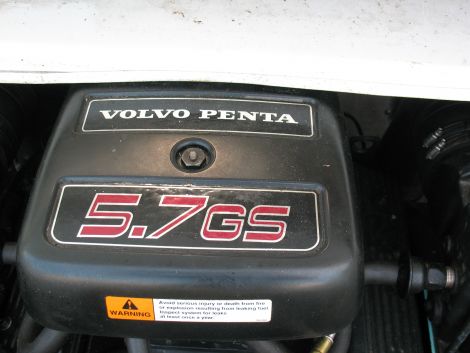 VOLVO PENTA
5.7GS
WARNING
Avoid serious injury or death from fire
or explosion resulting from leaking fuel
Inspect system for leaks
at least once a year.